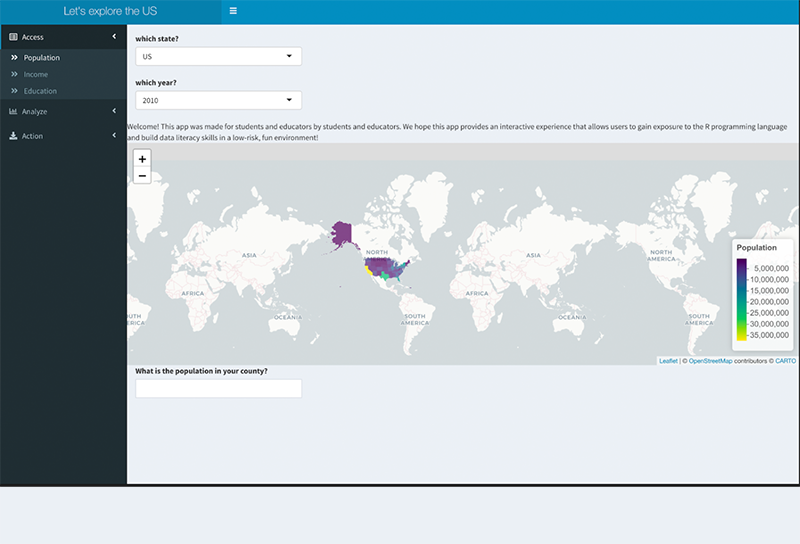 Let's explore the US
Access
Population
Income
Education
Analyze
Action
which state?
US
which year?
2010
Welcome! This app was made for students and educators by students and educators. We hope this app provides an interactive experience that allows users to gain exposure to the R programming language
and build data literacy skills in a low-risk, fun environment!
+
−
ASIA
NORTH
AMERICA
ASIA
NORTH
AMERICA
AFRICA
AFRICA
SOUTH
AMERICA
OCEANIA
SOUTH
AMERICA
OCEANIA
SOUTH
AMERICA
Population
5,000,000
10,000,000
15,000,000
20,000,000
25,000,000
30,000,000
35,000,000
Leaflet | © OpenStreetMap contributors © CARTO
What is the population in your county?